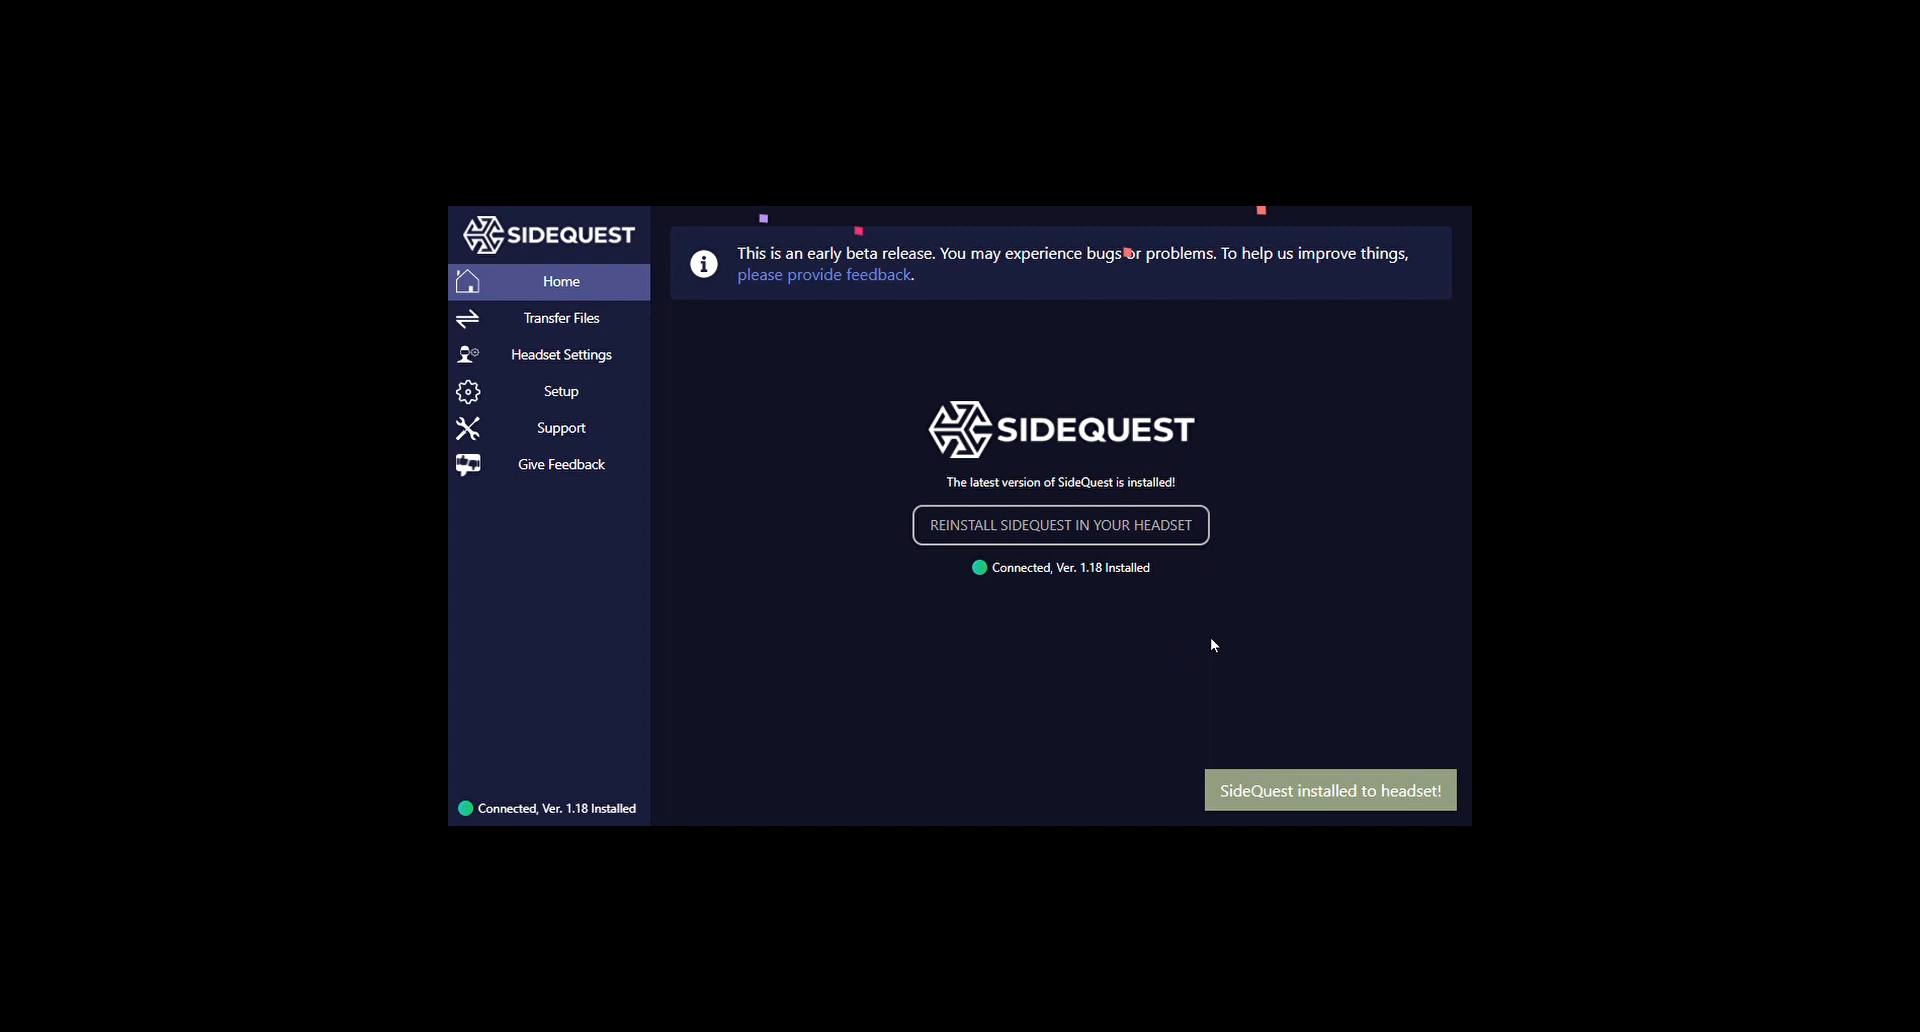 SIDEQUEST
Home
Transfer Files
Headset Settings
Setup
Support
Give Feedback
Connected, Ver. 1.18 Installed
This is an early beta release. You may experience bugs or problems. To help us improve things,
please provide feedback.
SIDEQUEST
The latest version of SideQuest is installed!
REINSTALL SIDEQUEST IN YOUR HEADSET
Connected, Ver. 1.18 Installed
SideQuest installed to headset!